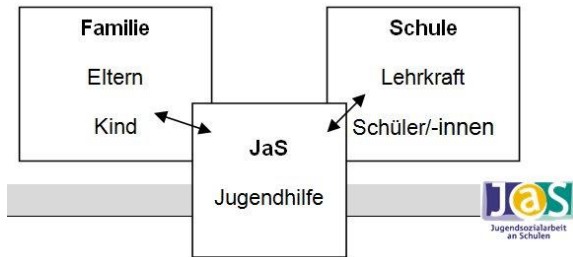 Familie
Eltern
Kind
Schule
Lehrkraft
Schüler/-innen
JaS
Jugendhilfe
JaS
Jugendsozialarbeit
an Schulen